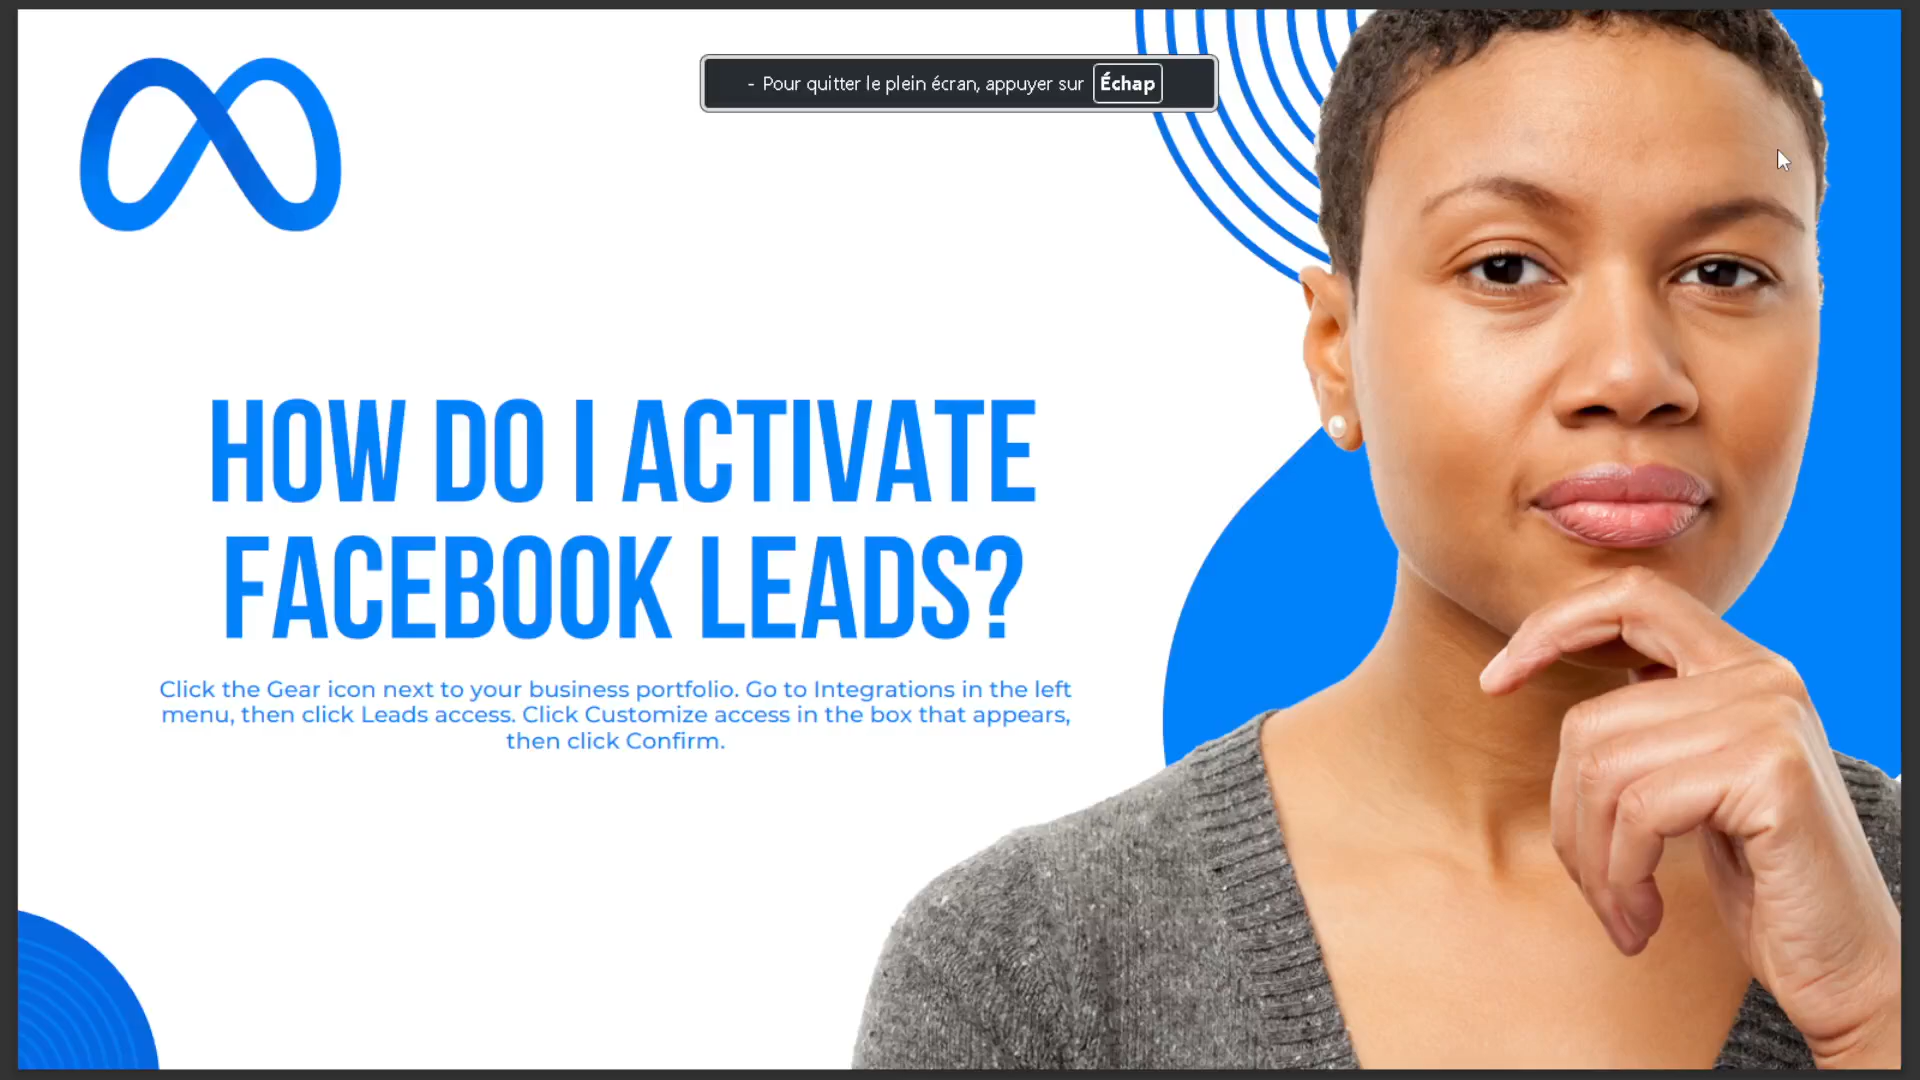 - Pour quitter le plein écran, appuyer sur Échap
HOW DO I ACTIVATE
FACEBOOK LEADS?
Click the Gear icon next to your business portfolio. Go to Integrations in the left
menu, then click Leads access. Click Customize access in the box that appears,
then click Confirm.